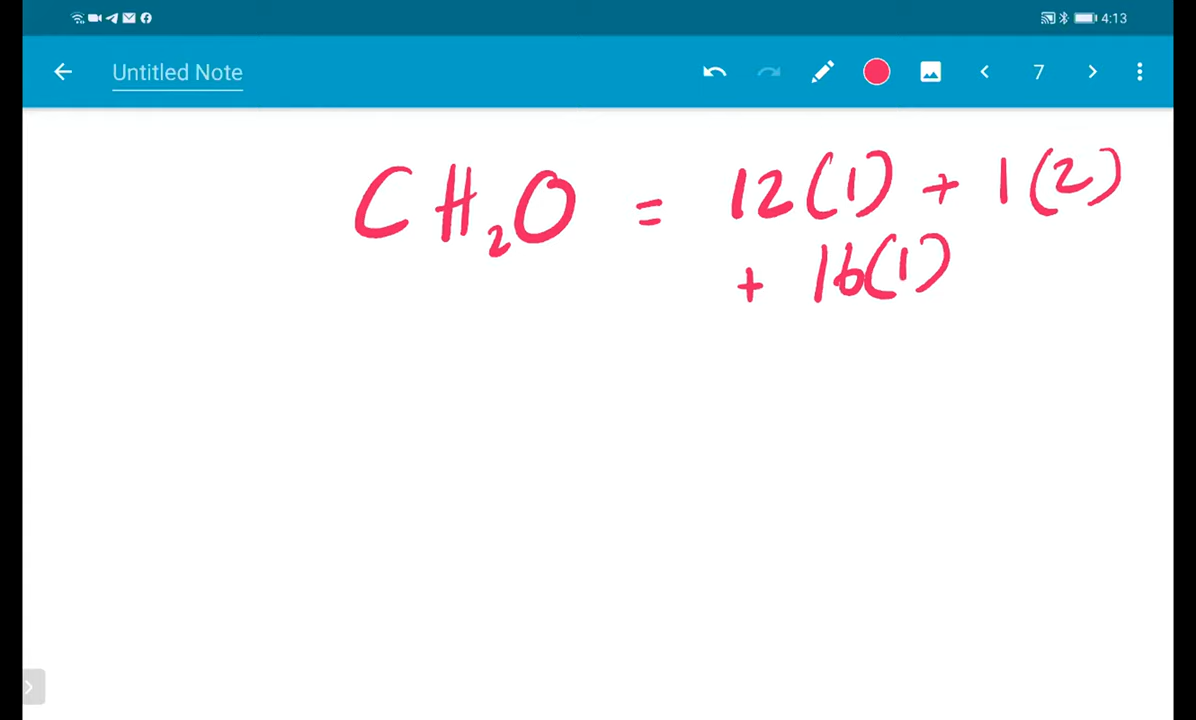 4:13
Untitled Note 7
CH₂O = 12(1) + 1(2)
+ 16(1)